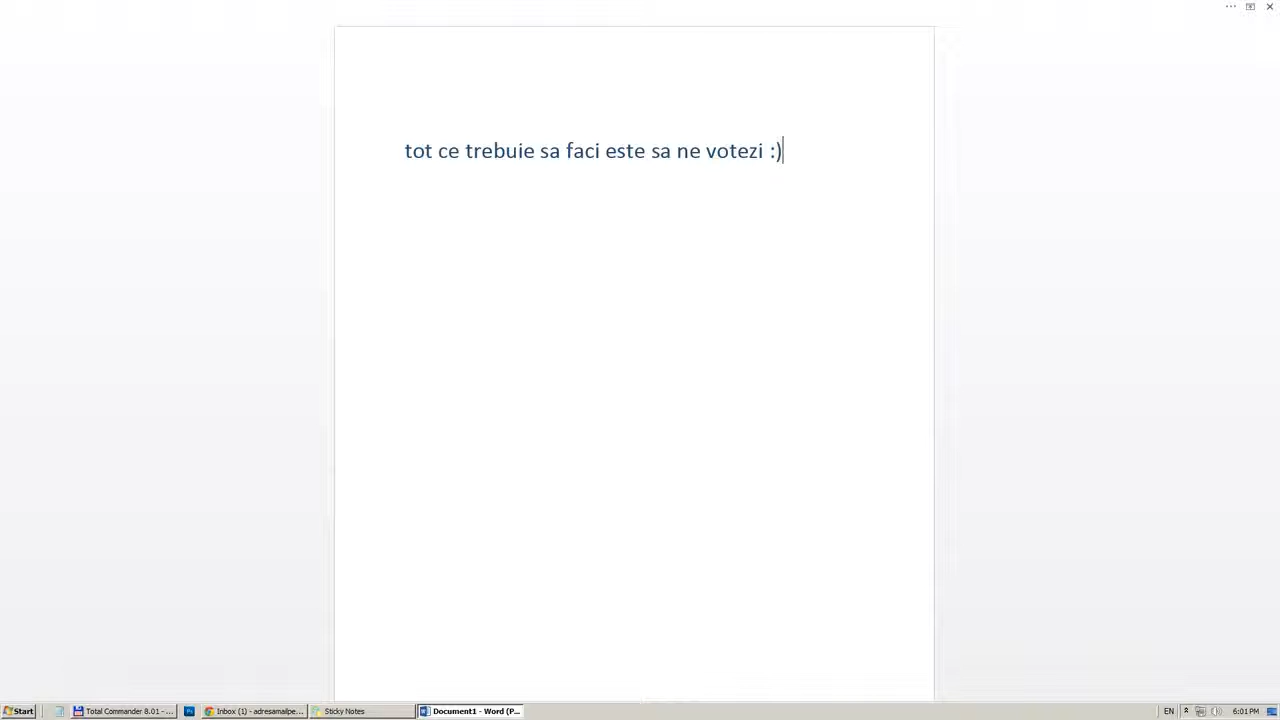 tot ce trebuie sa faci este sa ne votezi :)
Start
Total Commander 8.01 - ...
Inbox (1) - adresamailpe...
Sticky Notes
Document1 - Word (P...
EN
6:01 PM